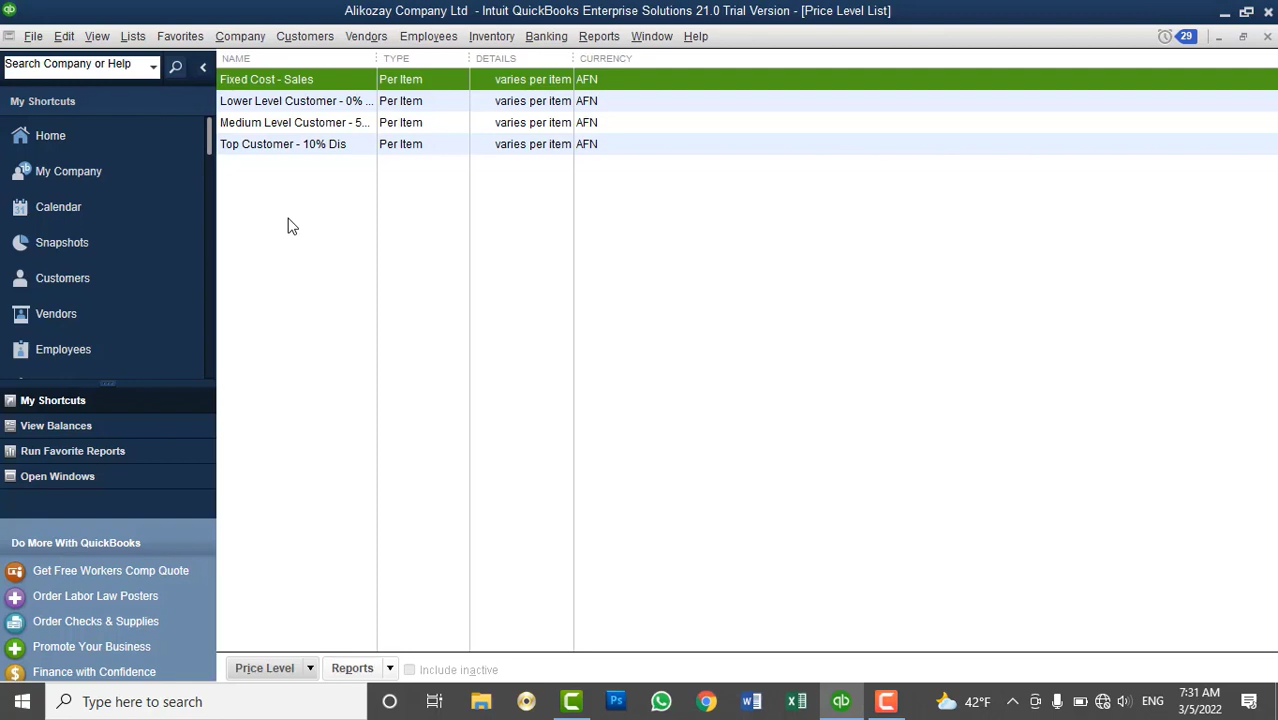 Alikozay Company Ltd - Intuit QuickBooks Enterprise Solutions 21.0 Trial Version - [Price Level List]
File Edit View Lists Favorites Company Customers Vendors Employees Inventory Banking Reports Window Help 29
Search Company or Help
NAME TYPE DETAILS CURRENCY
Fixed Cost - Sales Per Item varies per item AFN
Lower Level Customer - 0% ... Per Item varies per item AFN
Medium Level Customer - 5... Per Item varies per item AFN
Top Customer - 10% Dis Per Item varies per item AFN
My Shortcuts
Home
My Company
Calendar
Snapshots
Customers
Vendors
Employees
My Shortcuts
View Balances
Run Favorite Reports
Open Windows
Do More With QuickBooks
Get Free Workers Comp Quote
Order Labor Law Posters
Order Checks & Supplies
Promote Your Business
Finance with Confidence
Price Level Reports Include inactive
Type here to search
42°F ENG
7:31 AM
3/5/2022